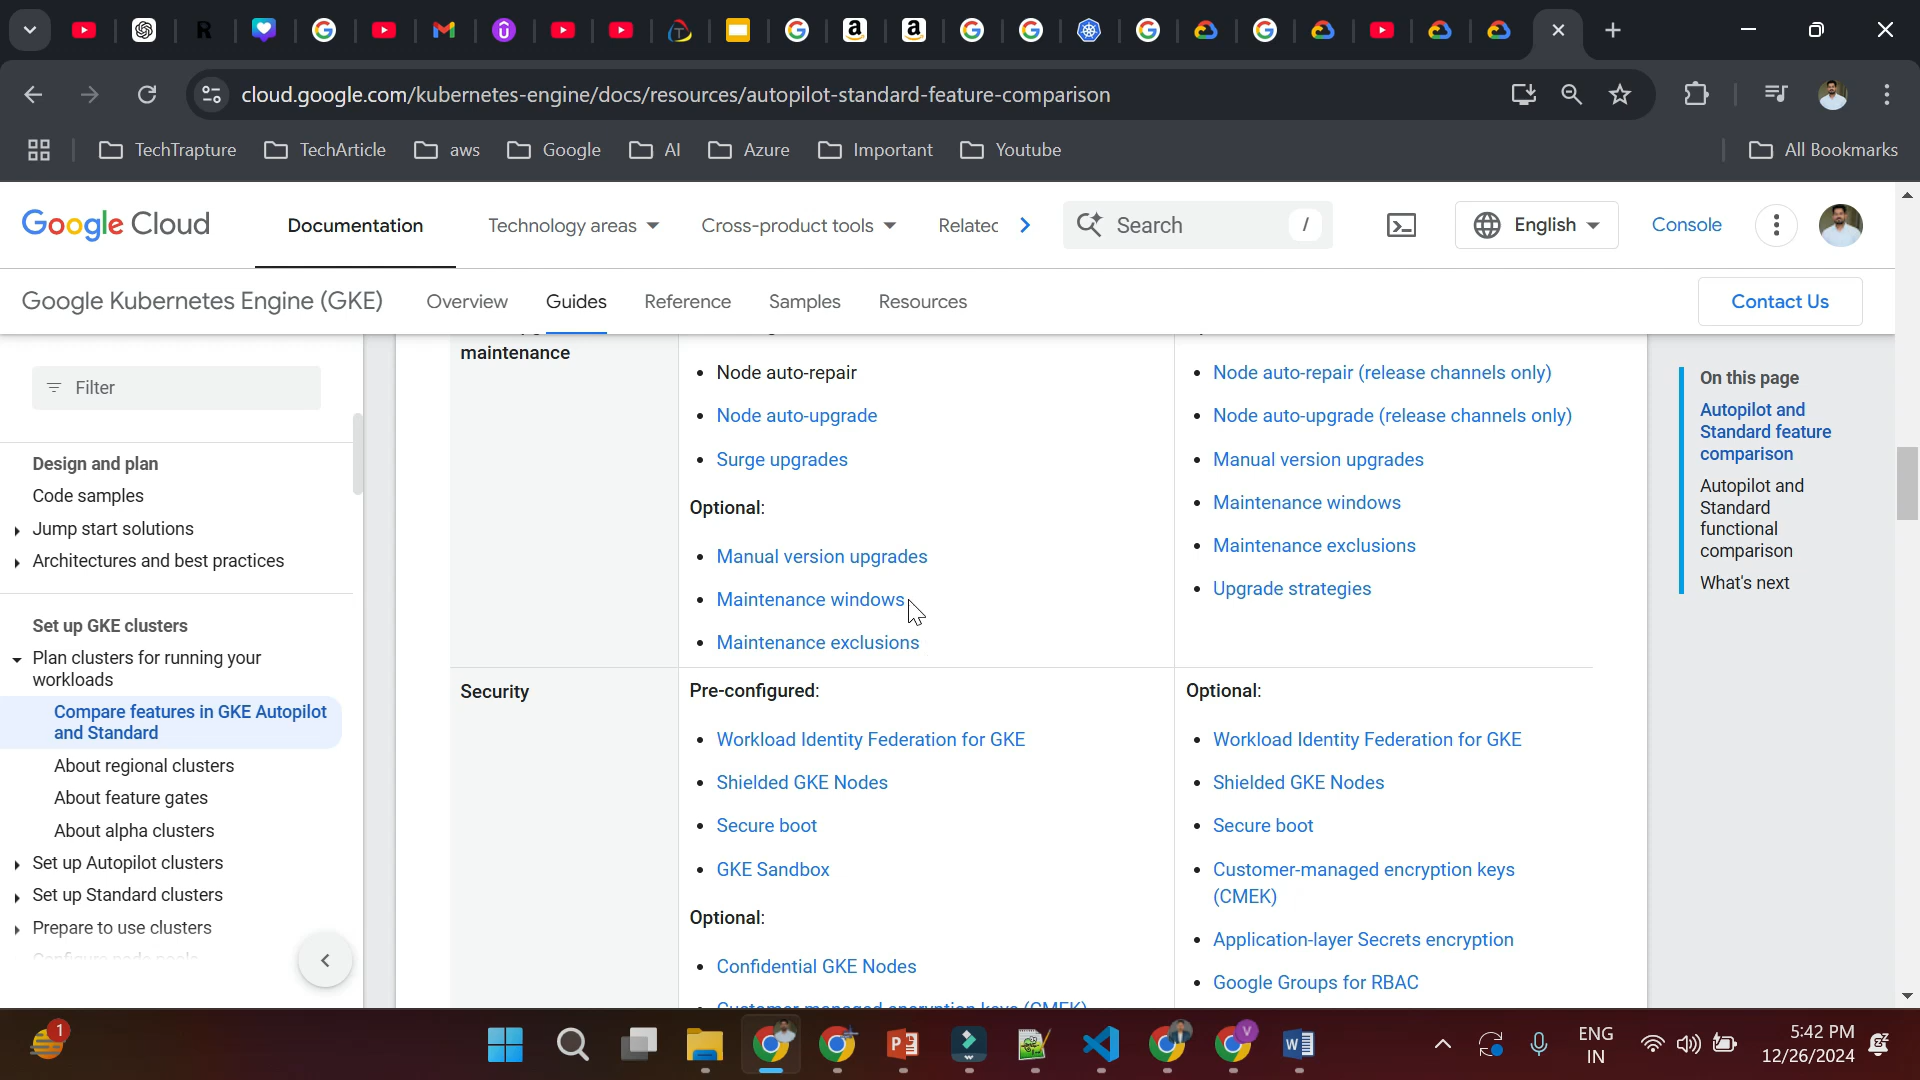 cloud.google.com/kubernetes-engine/docs/resources/autopilot-standard-feature-comparison
TechTrapture
TechArticle
aws
Google
AI
Azure
Important
Youtube
All Bookmarks
Google Cloud
Documentation
Technology areas
Cross-product tools
Relatec
Search
/
English
Console
Google Kubernetes Engine (GKE)
Overview
Guides
Reference
Samples
Resources
Contact Us
Filter
Design and plan
Code samples
Jump start solutions
Architectures and best practices
Set up GKE clusters
Plan clusters for running your
workloads
Compare features in GKE Autopilot
and Standard
About regional clusters
About feature gates
About alpha clusters
Set up Autopilot clusters
Set up Standard clusters
Prepare to use clusters
maintenance
Node auto-repair
Node auto-upgrade
Surge upgrades
Optional:
Manual version upgrades
Maintenance windows
Maintenance exclusions
Node auto-repair (release channels only)
Node auto-upgrade (release channels only)
Manual version upgrades
Maintenance windows
Maintenance exclusions
Upgrade strategies
Security
Pre-configured:
Workload Identity Federation for GKE
Shielded GKE Nodes
Secure boot
GKE Sandbox
Optional:
Confidential GKE Nodes
Customer-managed encryption keys (CMEK)
Optional:
Workload Identity Federation for GKE
Shielded GKE Nodes
Secure boot
Customer-managed encryption keys
(CMEK)
Application-layer Secrets encryption
Google Groups for RBAC
On this page
Autopilot and
Standard feature
comparison
Autopilot and
Standard
functional
comparison
What's next
1
V
ENG
IN
5:42 PM
12/26/2024